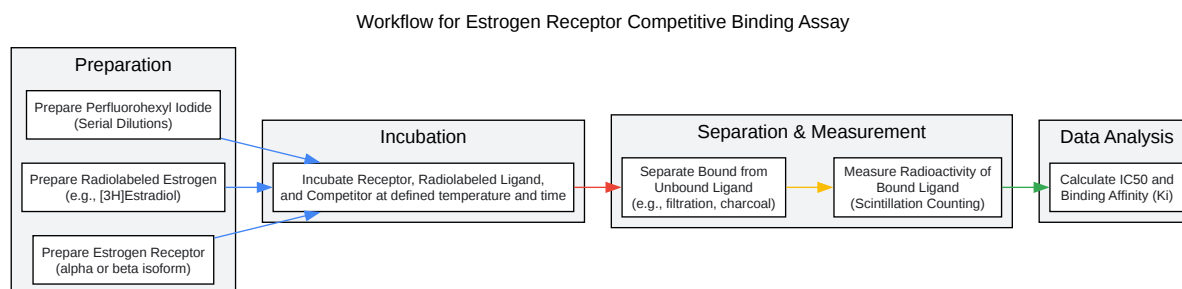 Workflow for Estrogen Receptor Competitive Binding Assay
Preparation
Prepare Perfluorohexyl Iodide
(Serial Dilutions)
Prepare Radiolabeled Estrogen
(e.g., [3H]Estradiol)
Prepare Estrogen Receptor
(alpha or beta isoform)
Incubation
Incubate Receptor, Radiolabeled Ligand,
and Competitor at defined temperature and time
Separation & Measurement
Separate Bound from
Unbound Ligand
(e.g., filtration, charcoal)
Measure Radioactivity of
Bound Ligand
(Scintillation Counting)
Data Analysis
Calculate IC50 and
Binding Affinity (Ki)